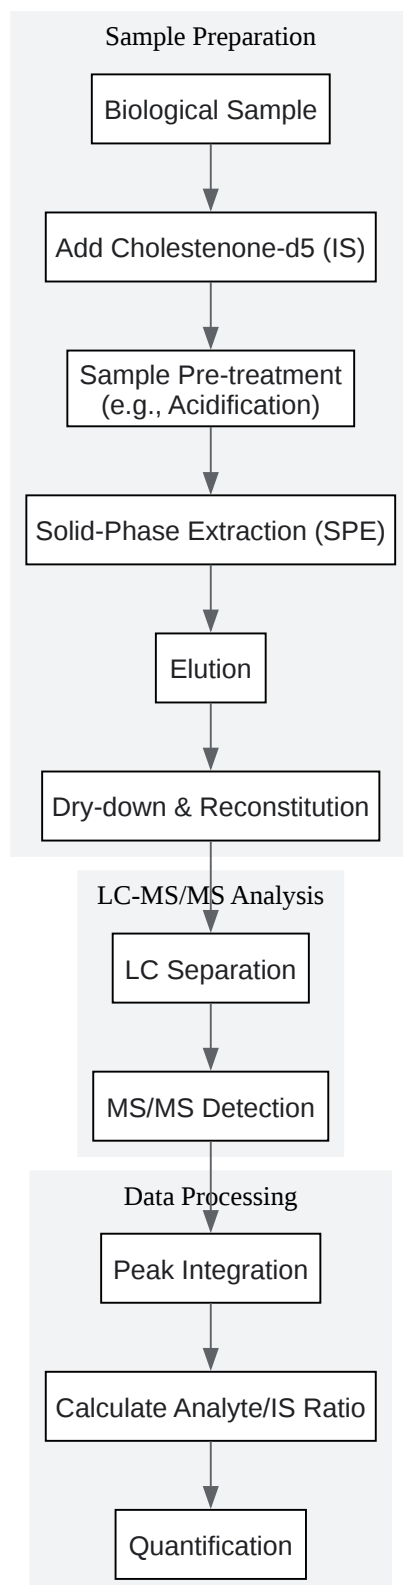 Sample Preparation
Biological Sample
Add Cholestenone-d5 (IS)
Sample Pre-treatment
(e.g., Acidification)
Solid-Phase Extraction (SPE)
Elution
Dry-down & Reconstitution
LC-MS/MS Analysis
LC Separation
MS/MS Detection
Data Processing
Peak Integration
Calculate Analyte/IS Ratio
Quantification